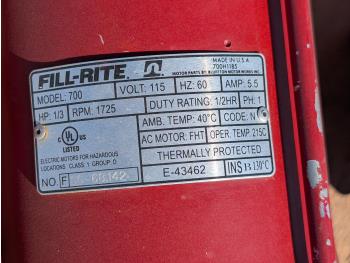 FILL-RITE.
MADE IN U.S.A.
700H1185
MOTOR PARTS BY BLUFFTON MOTOR WORKS INC.
MODEL: 700 VOLT: 115 HZ: 60 AMP: 5.5
HP: 1/3 RPM: 1725 DUTY RATING: 1/2HR PH: 1
AMB. TEMP: 40°C CODE: N
UL C LISTED
AC MOTOR: FHT OPER. TEMP: 215C
ELECTRIC MOTORS FOR HAZARDOUS
LOCATIONS CLASS 1 GROUP D
THERMALLY PROTECTED
NO. F E-43462 INS B 130°C